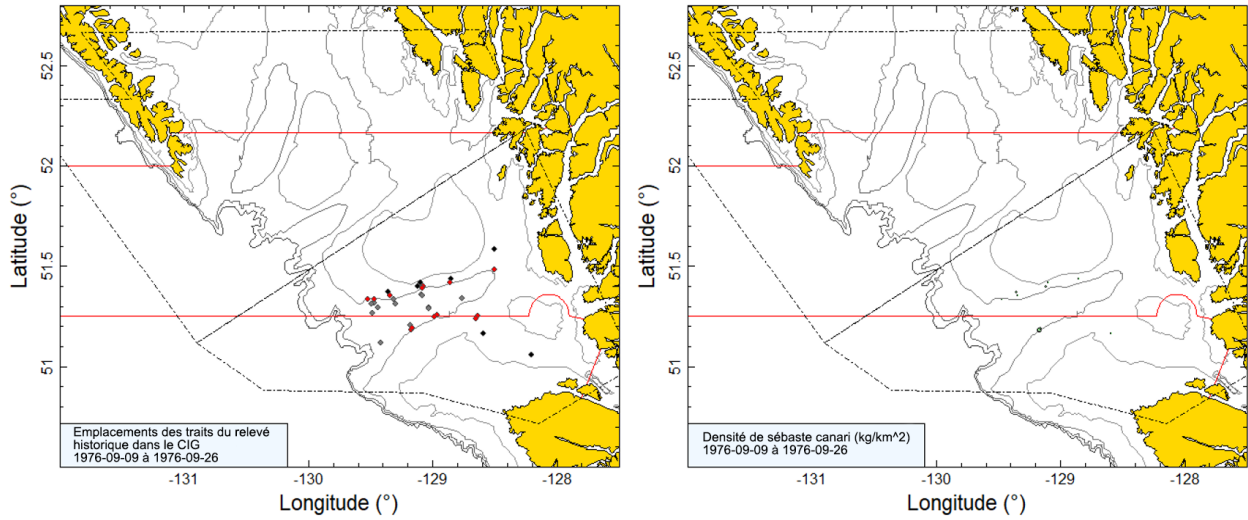 52.5
52
51.5
51
Latitude (°)
Emplacements des traits du relevé
historique dans le CIG
1976-09-09 à 1976-09-26
-131
-130
-129
-128
Longitude (°)
52.5
52
51.5
51
Latitude (°)
Densité de sébaste canari (kg/km^2)
1976-09-09 à 1976-09-26
-131
-130
-129
-128
Longitude (°)